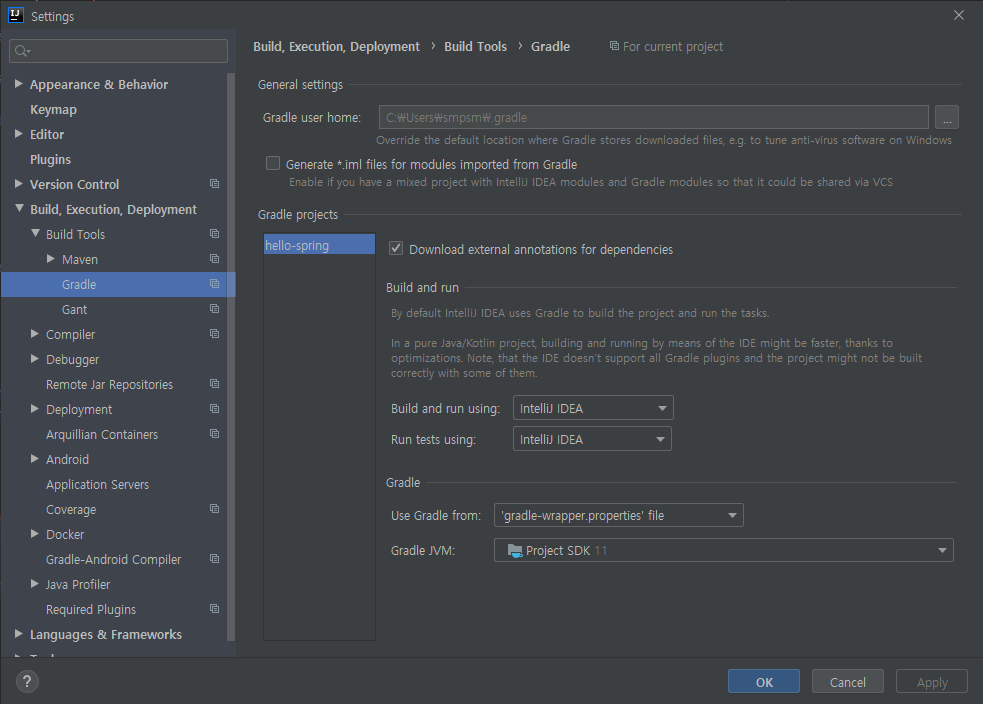 IJ Settings
Build, Execution, Deployment › Build Tools › Gradle For current project
Appearance & Behavior
Keymap
Editor
Plugins
Version Control
Build, Execution, Deployment
Build Tools
Maven
Gradle
Gant
Compiler
Debugger
Remote Jar Repositories
Deployment
Arquillian Containers
Android
Application Servers
Coverage
Docker
Gradle-Android Compiler
Java Profiler
Required Plugins
Languages & Frameworks
General settings
Gradle user home: C:₩Users₩smpsm₩.gradle ...
Override the default location where Gradle stores downloaded files, e.g. to tune anti-virus software on Windows
Generate *.iml files for modules imported from Gradle
Enable if you have a mixed project with IntelliJ IDEA modules and Gradle modules so that it could be shared via VCS
Gradle projects
hello-spring
Download external annotations for dependencies
Build and run
By default IntelliJ IDEA uses Gradle to build the project and run the tasks.
In a pure Java/Kotlin project, building and running by means of the IDE might be faster, thanks to
optimizations. Note, that the IDE doesn't support all Gradle plugins and the project might not be built
correctly with some of them.
Build and run using: IntelliJ IDEA
Run tests using: IntelliJ IDEA
Gradle
Use Gradle from: 'gradle-wrapper.properties' file
Gradle JVM: Project SDK 11
? OK Cancel Apply